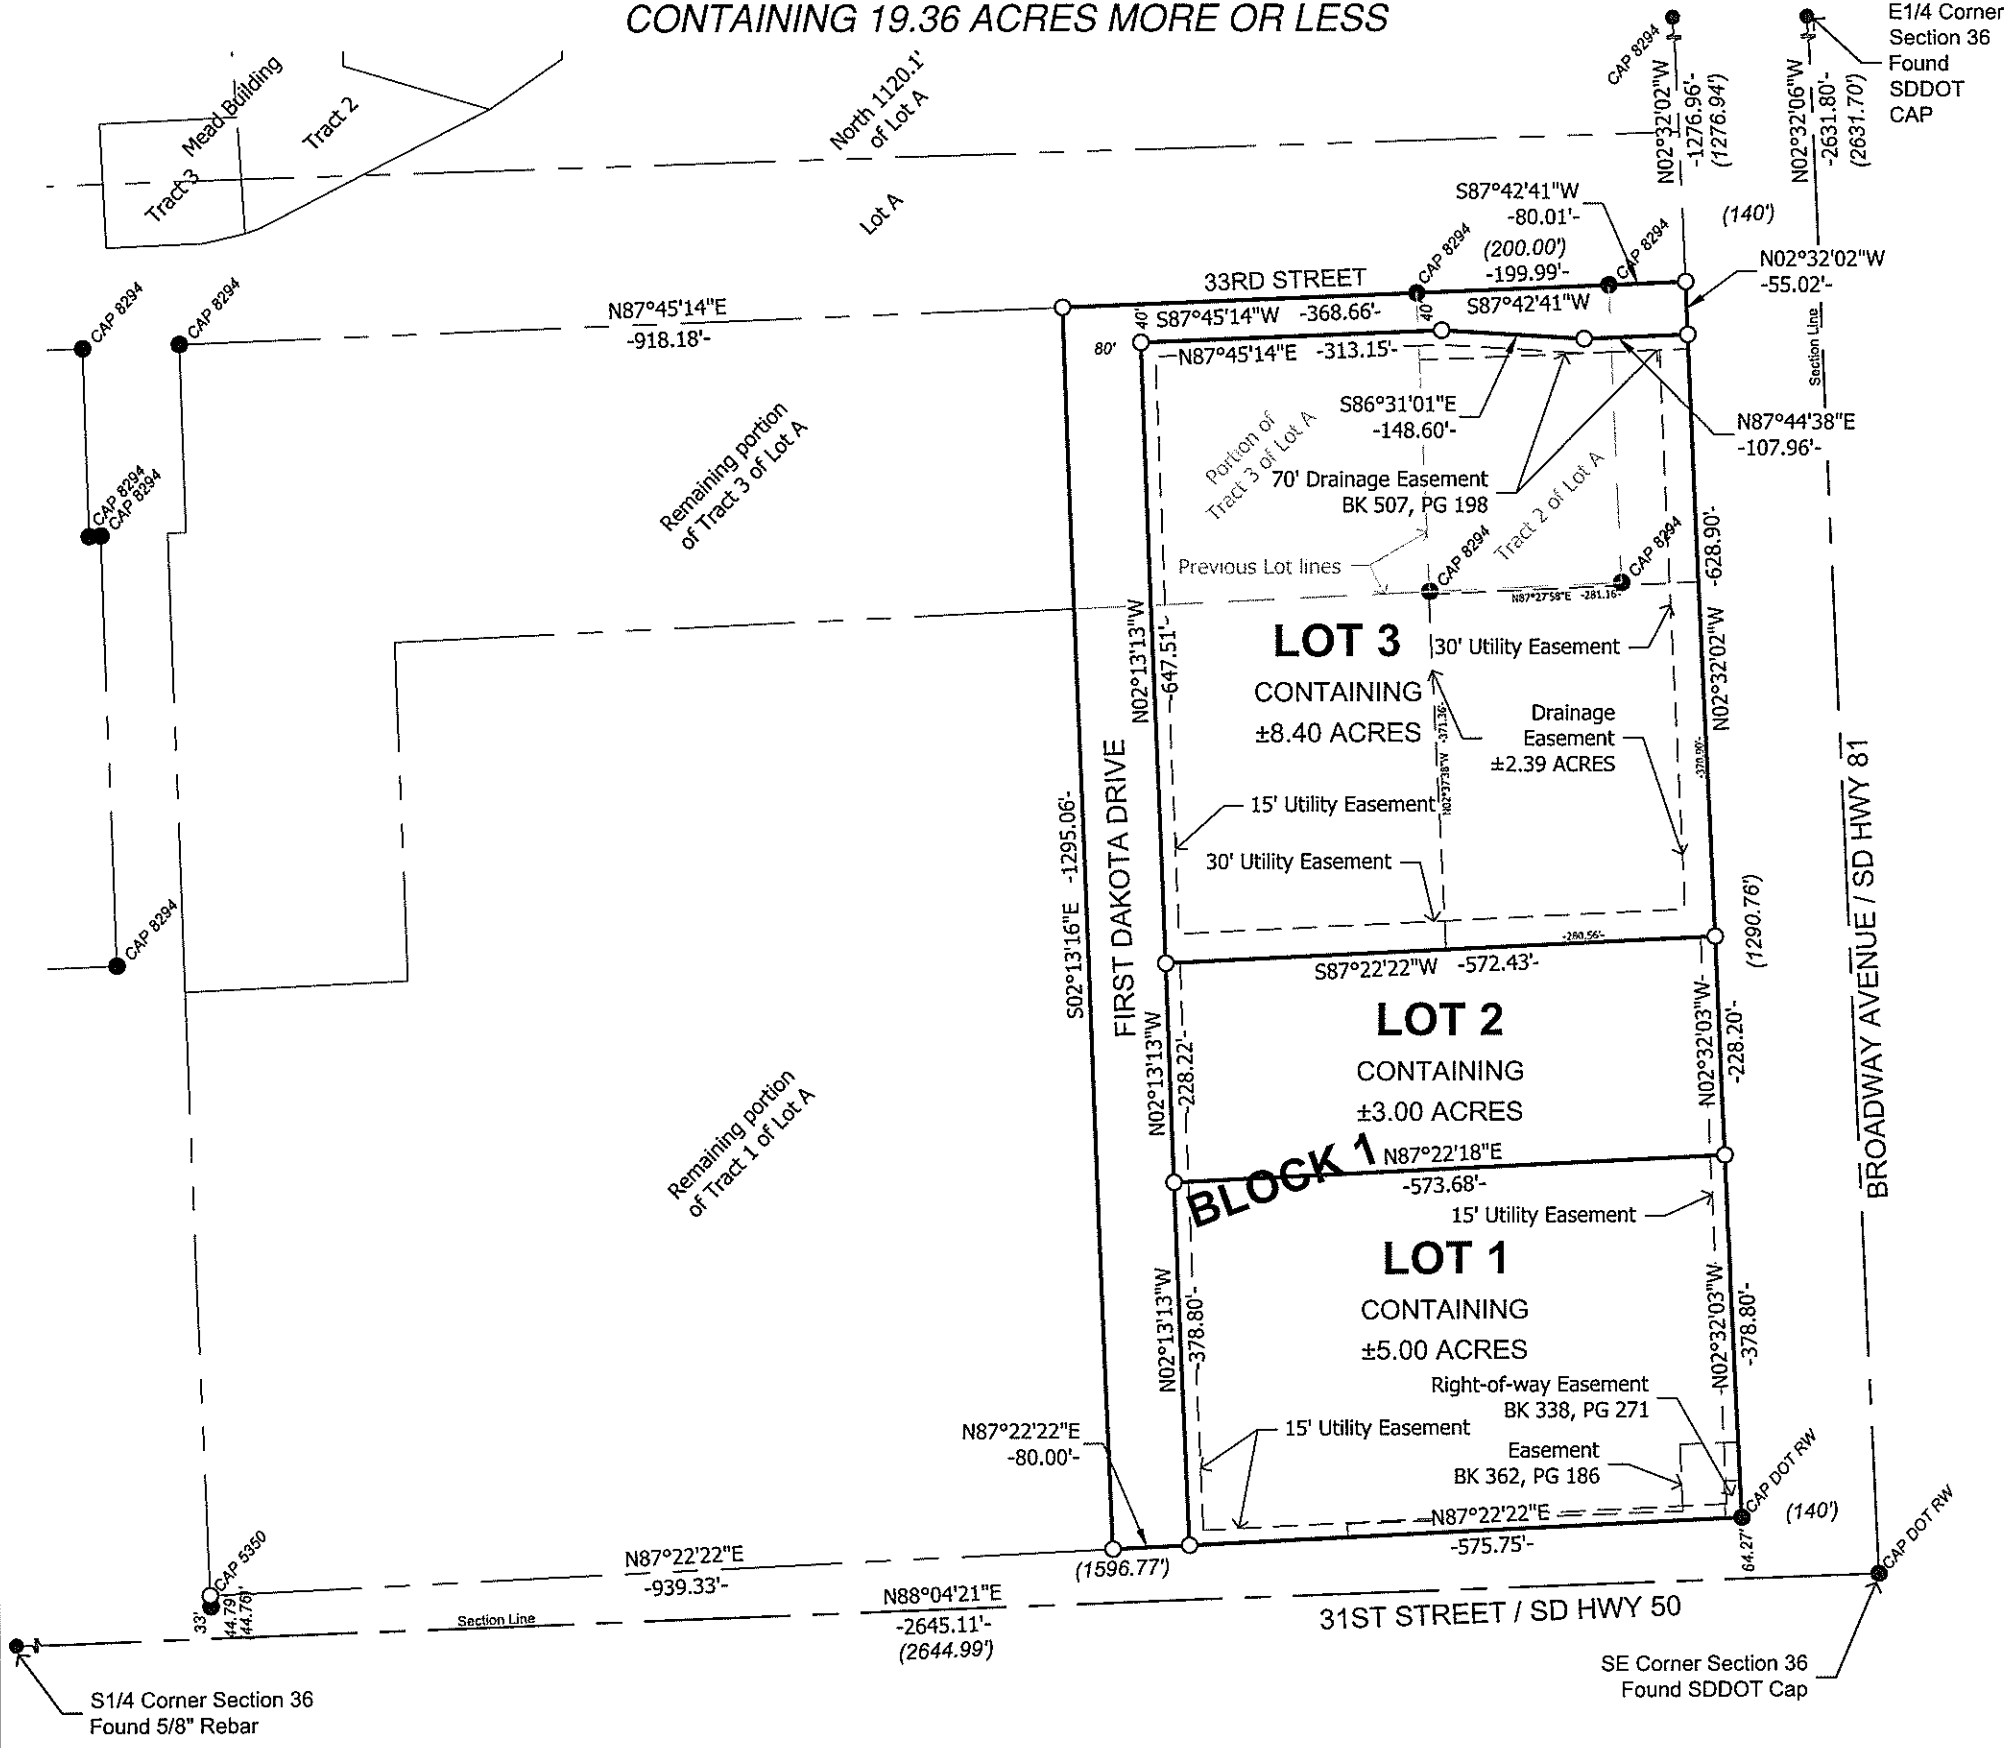 CONTAINING 19.36 ACRES MORE OR LESS
E1/4 Corner
Section 36
Found
SDDOT
CAP
CAP 8294
N02°32'02"W
-1276.96'-
(1276.94')
N02°32'06"W
-2631.80'-
(2631.70')
Mead Building
Tract 2
Tract 3
North 1120.1'
of Lot A
Lot A
S87°42'41"W
-80.01'-
(140')
CAP 8294
(200.00')
-199.99'-
CAP 8294
N02°32'02"W
-55.02'-
33RD STREET
S87°42'41"W
S87°45'14"W -368.66'-
40'
40'
80'
N87°45'14"E -313.15'-
N87°45'14"E
-918.18'-
CAP 8294
CAP 8294
Section Line
S86°31'01"E
-148.60'-
N87°44'38"E
-107.96'-
Portion of
Tract 3 of Lot A
70' Drainage Easement
BK 507, PG 198
Tract 2 of Lot A
Remaining portion
of Tract 3 of Lot A
CAP 8294
CAP 8294
Previous Lot lines
CAP 8294
CAP 8294
N87°27'58"E -281.16'-
N02°32'02"W -628.90'-
LOT 3
CONTAINING
±8.40 ACRES
30' Utility Easement
N02°13'13"W
-647.51'-
Drainage
Easement
±2.39 ACRES
N02°37'38"W -371.36'-
-370.90'-
15' Utility Easement
30' Utility Easement
FIRST DAKOTA DRIVE
S02°13'16"E -1295.06'-
BROADWAY AVENUE / SD HWY 81
(1290.76')
CAP 8294
-280.56'-
S87°22'22"W -572.43'-
LOT 2
CONTAINING
±3.00 ACRES
N02°13'13"W
-228.22'-
N02°32'03"W
-228.20'-
BLOCK 1
N87°22'18"E
-573.68'-
15' Utility Easement
Remaining portion
of Tract 1 of Lot A
LOT 1
CONTAINING
±5.00 ACRES
N02°13'13"W
-378.80'-
N02°32'03"W
-378.80'-
Right-of-way Easement
BK 338, PG 271
15' Utility Easement
Easement
BK 362, PG 186
N87°22'22"E
-80.00'-
CAP DOT RW
(140')
N87°22'22"E
-575.75'-
64.27'
CAP DOT RW
CAP 5350
33'
44.79'
(44.76')
N87°22'22"E
-939.33'-
(1596.77')
Section Line
N88°04'21"E
-2645.11'-
(2644.99')
31ST STREET / SD HWY 50
S1/4 Corner Section 36
Found 5/8" Rebar
SE Corner Section 36
Found SDDOT Cap